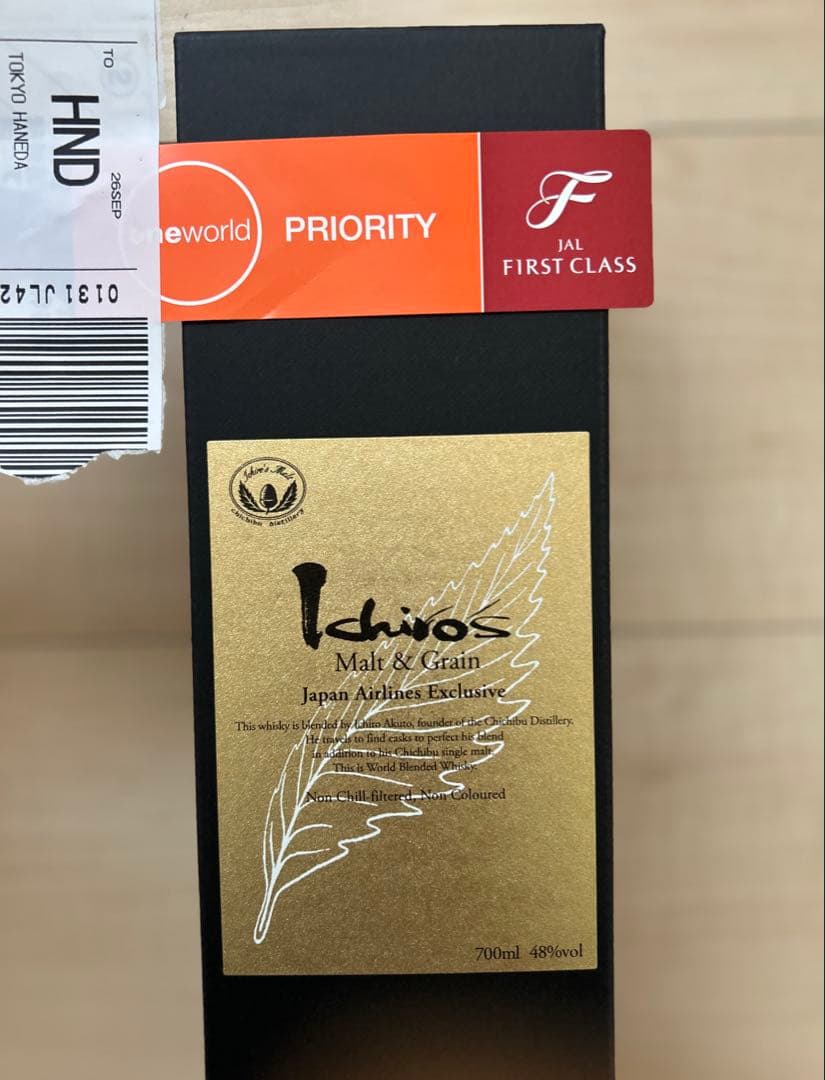 TO
HND
TOKYO HANEDA
26SEP
0131 JL42
oneworld
PRIORITY
F
JAL
FIRST CLASS
Ichiro's Malt
Chichibu Distillery
Ichiro's
Malt & Grain
Japan Airlines Exclusive
This whisky is blended by Ichiro Akuto, founder of the Chichibu Distillery.
He travels to find casks to perfect his blend
in addition to his Chichibu single malt.
This is World Blended Whisky.
Non Chill-filtered, Non Coloured
700ml 48%vol